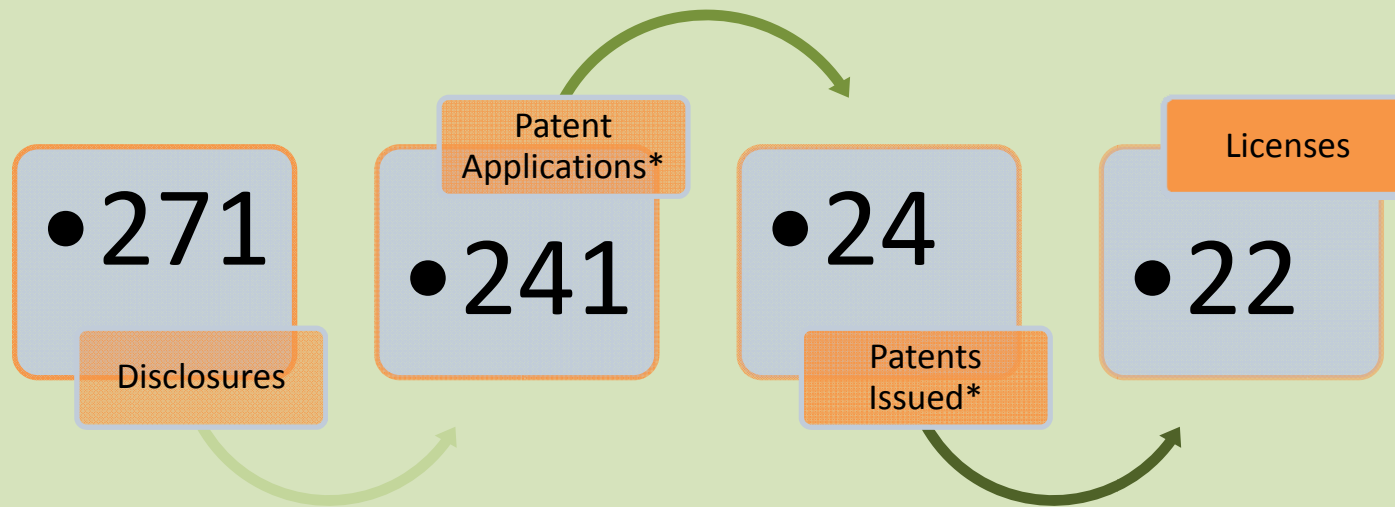 •271
Disclosures
Patent
Applications*
•241
•24
Patents
Issued*
Licenses
•22